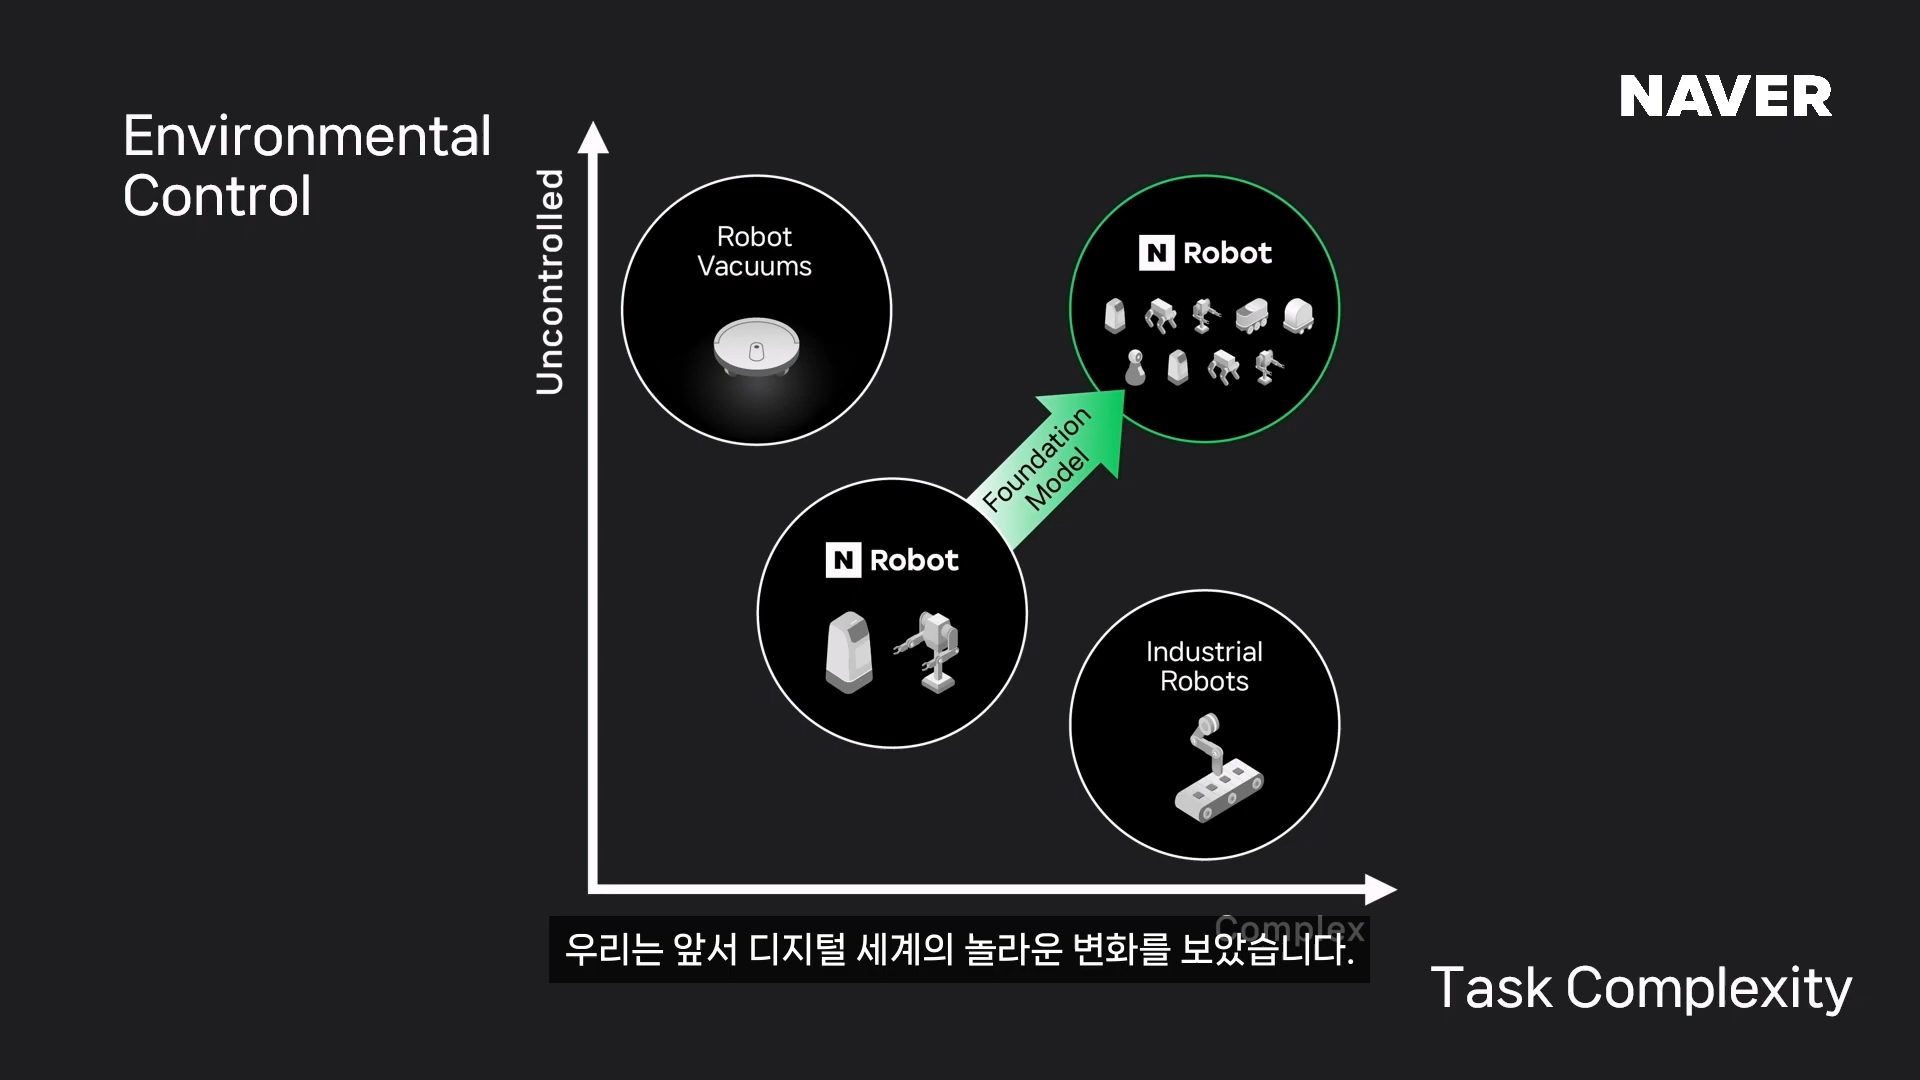 NAVER
Environmental
Control
Uncontrolled
Robot
Vacuums
N Robot
Foundation
Model
N Robot
Industrial
Robots
Complex
우리는 앞서 디지털 세계의 놀라운 변화를 보았습니다.
Task Complexity